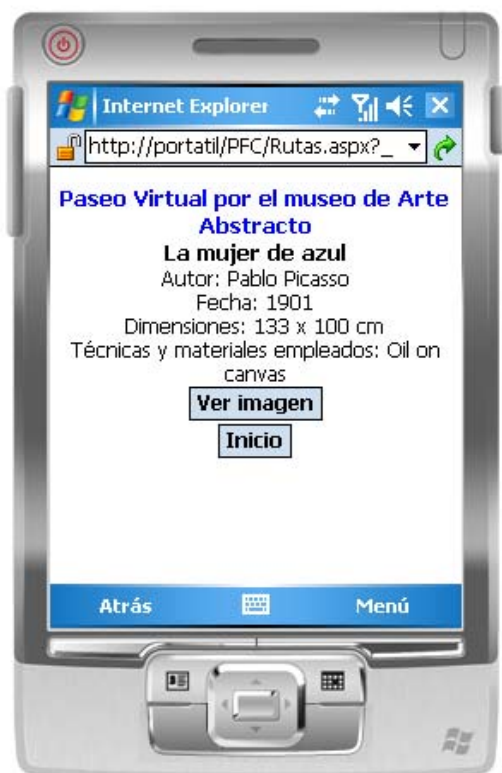 Internet Explorer
http://portatil/PFC/Rutas.aspx?_
Paseo Virtual por el museo de Arte
Abstracto
La mujer de azul
Autor: Pablo Picasso
Fecha: 1901
Dimensiones: 133 x 100 cm
Técnicas y materiales empleados: Oil on
canvas
Ver imagen
Inicio
Atrás Menú